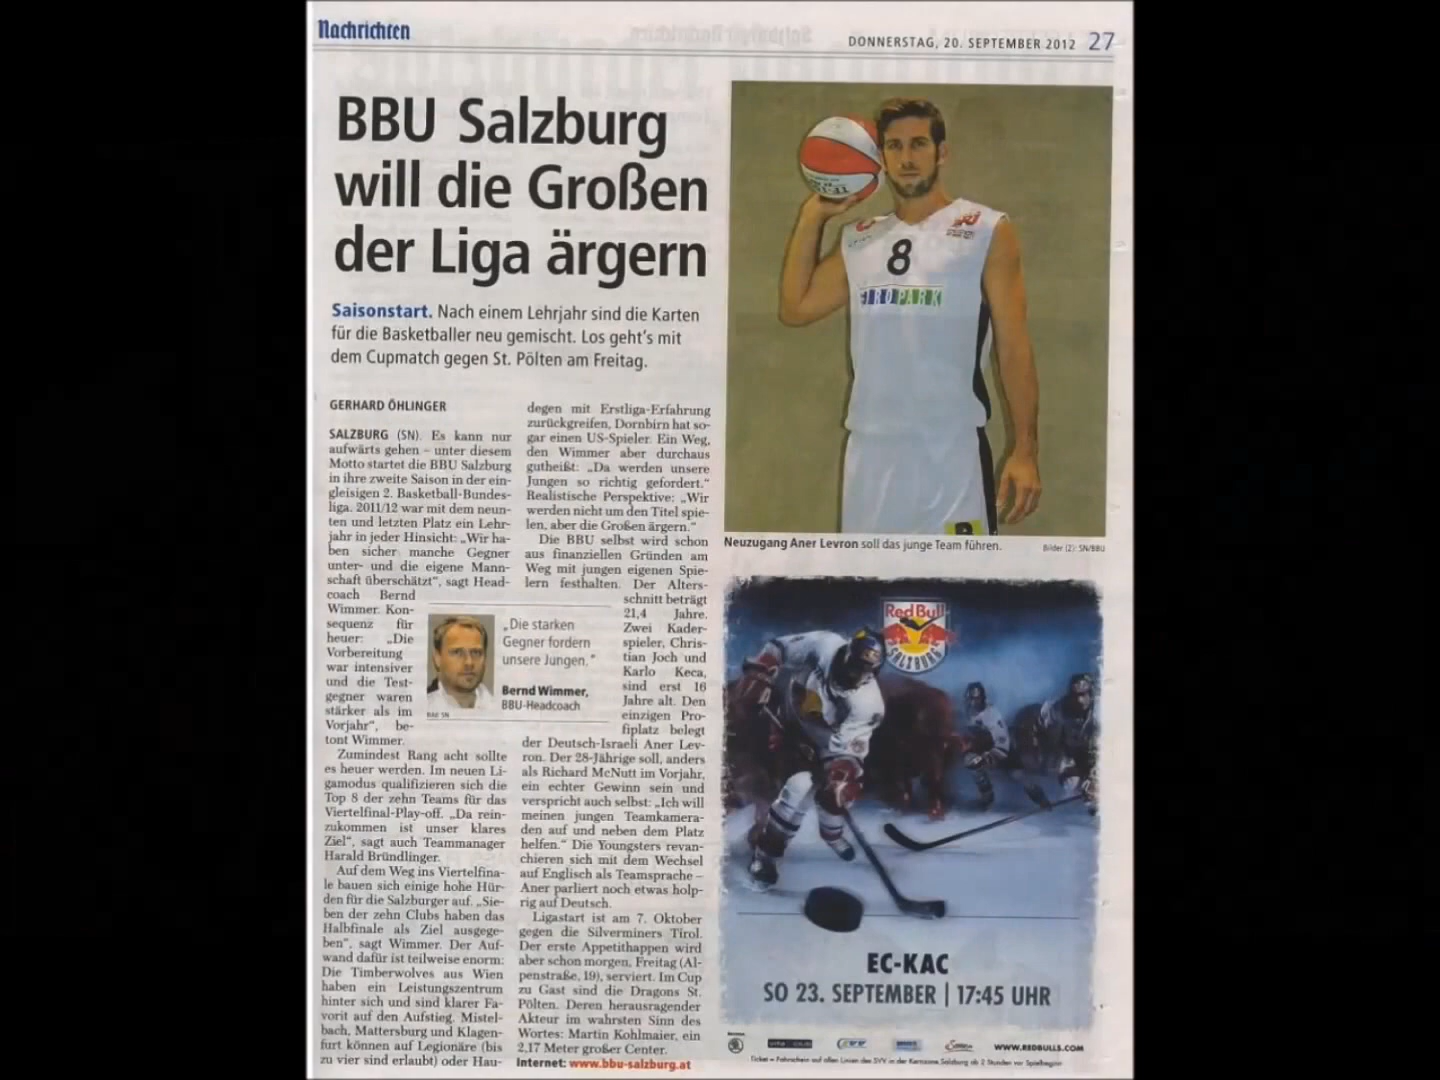 Nachrichten
DONNERSTAG, 20. SEPTEMBER 2012 27
BBU Salzburg
will die Großen
der Liga ärgern
Saisonstart. Nach einem Lehrjahr sind die Karten
für die Basketballer neu gemischt. Los geht's mit
dem Cupmatch gegen St. Pölten am Freitag.
GERHARD ÖHLINGER
SALZBURG (SN). Es kann nur
aufwärts gehen – unter diesem
Motto startet die BBU Salzburg
in ihre zweite Saison in der ein-
gleisigen 2. Basketball-Bundes-
liga. 2011/12 war mit dem neun-
ten und letzten Platz ein Lehr-
jahr in jeder Hinsicht: „Wir ha-
ben sicher manche Gegner
unter- und die eigene Mann-
schaft überschätzt", sagt Head-
coach Bernd
Wimmer. Kon-
sequenz für
heuer: „Die
Vorbereitung
war intensiver
und die Test-
gegner waren
stärker als im
Vorjahr", be-
tont Wimmer.
Zumindest Rang acht sollte
es heuer werden. Im neuen Li-
gamodus qualifizieren sich die
Top 8 der zehn Teams für das
Viertelfinal-Play-off. „Da rein-
zukommen ist unser klares
Ziel", sagt auch Teammanager
Harald Bründlinger.
Auf dem Weg ins Viertelfina-
le bauen sich einige hohe Hür-
den für die Salzburger auf. „Sie-
ben der zehn Clubs haben das
Halbfinale als Ziel ausgege-
ben", sagt Wimmer. Der Auf-
wand dafür ist teilweise enorm:
Die Timberwolves aus Wien
haben ein Leistungszentrum
hinter sich und sind klarer Fa-
vorit auf den Aufstieg. Mistel-
bach, Mattersburg und Klagen-
furt können auf Legionäre (bis
zu vier sind erlaubt) oder Hau-
degen mit Erstliga-Erfahrung
zurückgreifen, Dornbirn hat so-
gar einen US-Spieler. Ein Weg,
den Wimmer aber durchaus
gutheißt: „Da werden unsere
Jungen so richtig gefordert."
Realistische Perspektive: „Wir
werden nicht um den Titel spie-
len, aber die Großen ärgern."
Die BBU selbst wird schon
aus finanziellen Gründen am
Weg mit jungen eigenen Spie-
lern festhalten. Der Alters-
schnitt beträgt
21,4 Jahre.
Zwei Kader-
spieler, Chris-
tian Joch und
Karlo Keca,
sind erst 16
Jahre alt. Den
einzigen Pro-
fiplatz belegt
der Deutsch-Israeli Aner Lev-
ron. Der 28-Jährige soll, anders
als Richard McNutt im Vorjahr,
ein echter Gewinn sein und
verspricht auch selbst: „Ich will
meinen jungen Teamkamera-
den auf und neben dem Platz
helfen." Die Youngsters revan-
chieren sich mit dem Wechsel
auf Englisch als Teamsprache –
Aner parliert noch etwas holp-
rig auf Deutsch.
Ligastart ist am 7. Oktober
gegen die Silverminers Tirol.
Der erste Appetithappen wird
aber schon morgen, Freitag (Al-
penstraße, 19), serviert. Im Cup
zu Gast sind die Dragons St.
Pölten. Deren herausragender
Akteur im wahrsten Sinn des
Wortes: Martin Kohlmaier, ein
2,17 Meter großer Center.
Internet: www.bbu-salzburg.at
„Die starken
Gegner fordern
unsere Jungen."
Bernd Wimmer,
BBU-Headcoach
Bild: SN
8
EUROPARK
Neuzugang Aner Levron soll das junge Team führen.
Bilder (2): SN/BBU
Red Bull
SALZBURG
EC-KAC
SO 23. SEPTEMBER | 17:45 UHR
WWW.REDBULLS.COM
Ticket = Fahrschein auf allen Linien des SVV in der Kernzone Salzburg ab 2 Stunden vor Spielbeginn